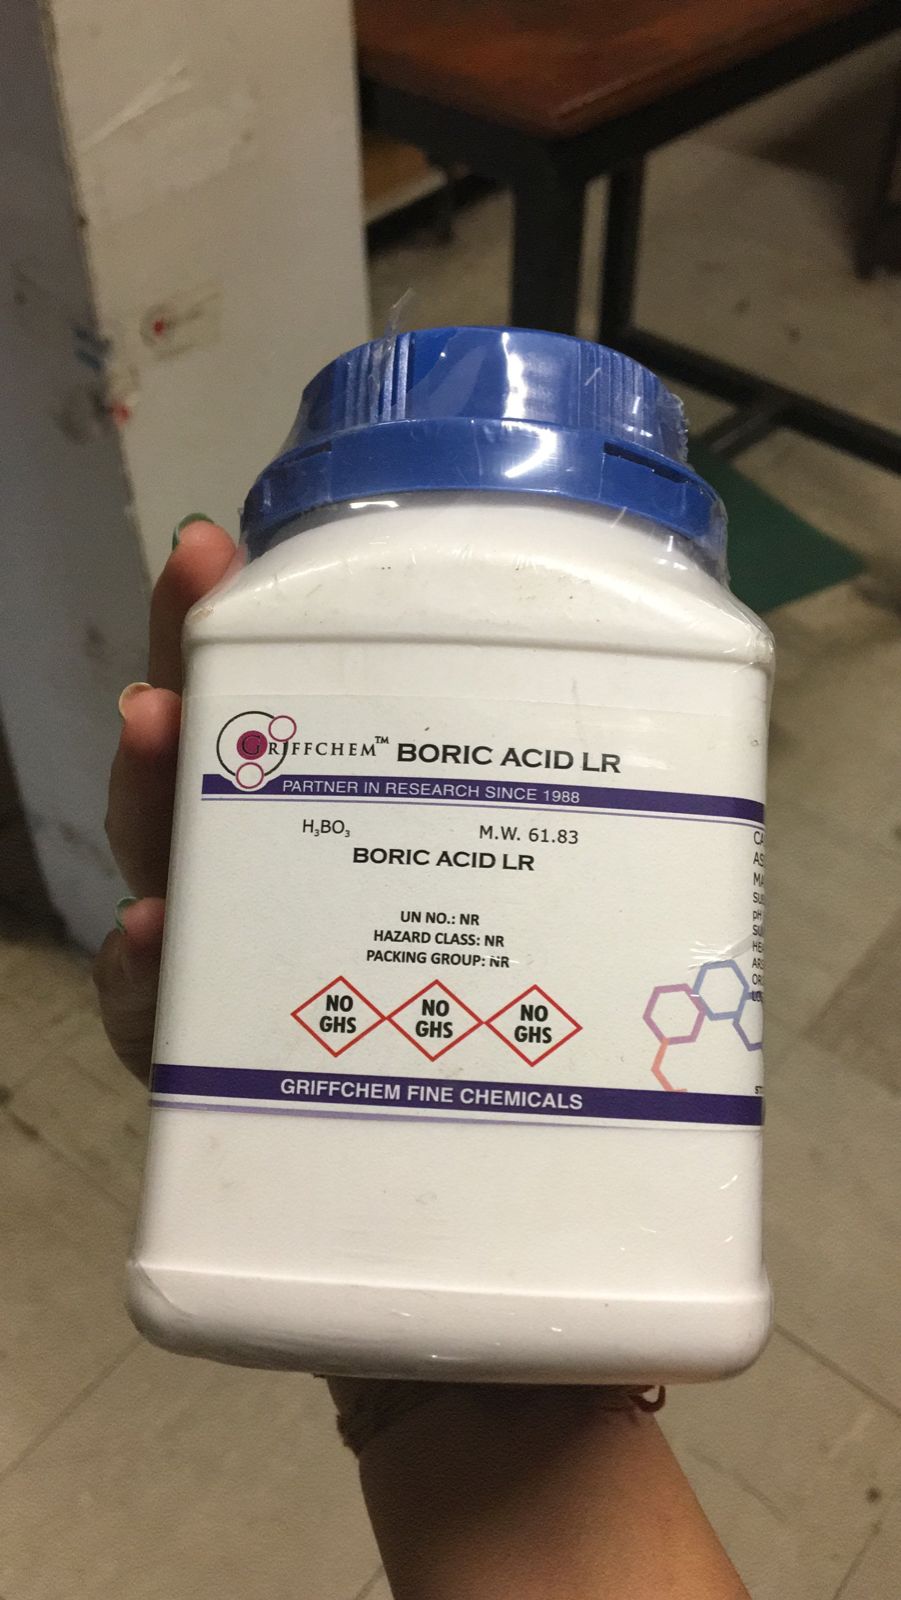 GRIFFCHEM™ BORIC ACID LR
PARTNER IN RESEARCH SINCE 1988
H₃BO₃ M.W. 61.83
BORIC ACID LR
UN NO.: NR
HAZARD CLASS: NR
PACKING GROUP: NR
NO GHS NO GHS NO GHS
GRIFFCHEM FINE CHEMICALS